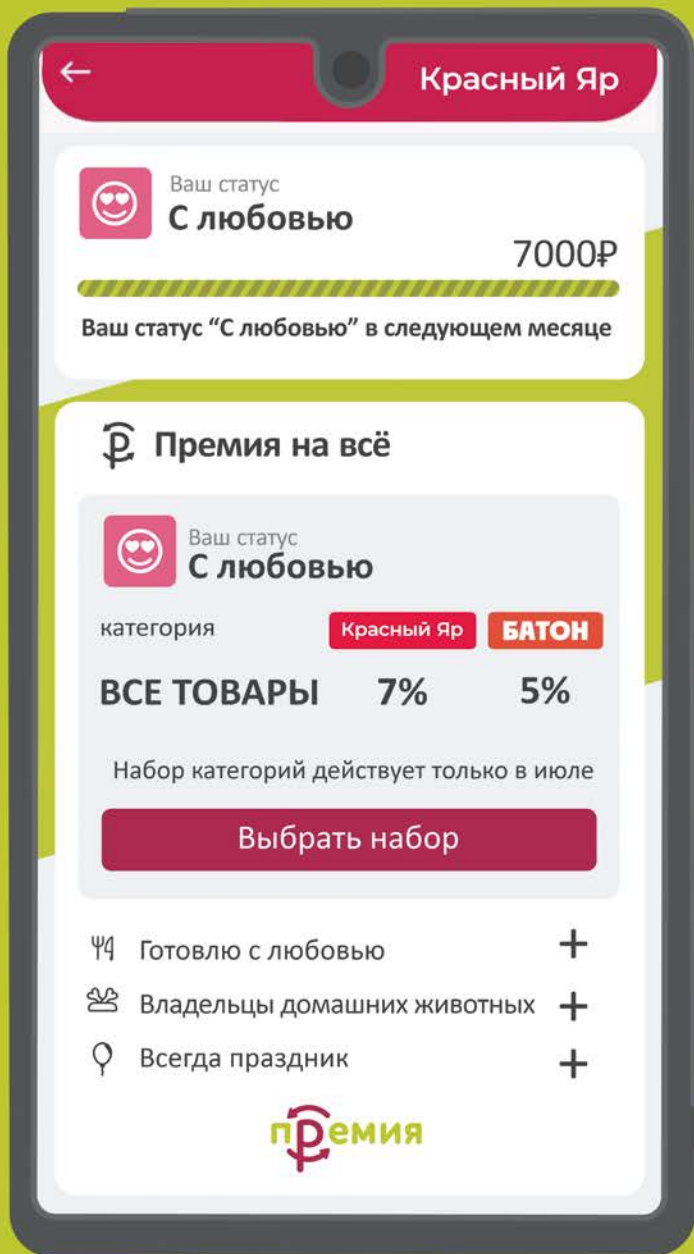 Красный Яр
Ваш статус
С любовью
7000₽
Ваш статус “С любовью” в следующем месяце
Премия на всё
Ваш статус
С любовью
категория Красный Яр БАТОН
ВСЕ ТОВАРЫ 7% 5%
Набор категорий действует только в июле
Выбрать набор
Готовлю с любовью +
Владельцы домашних животных +
Всегда праздник +
премия